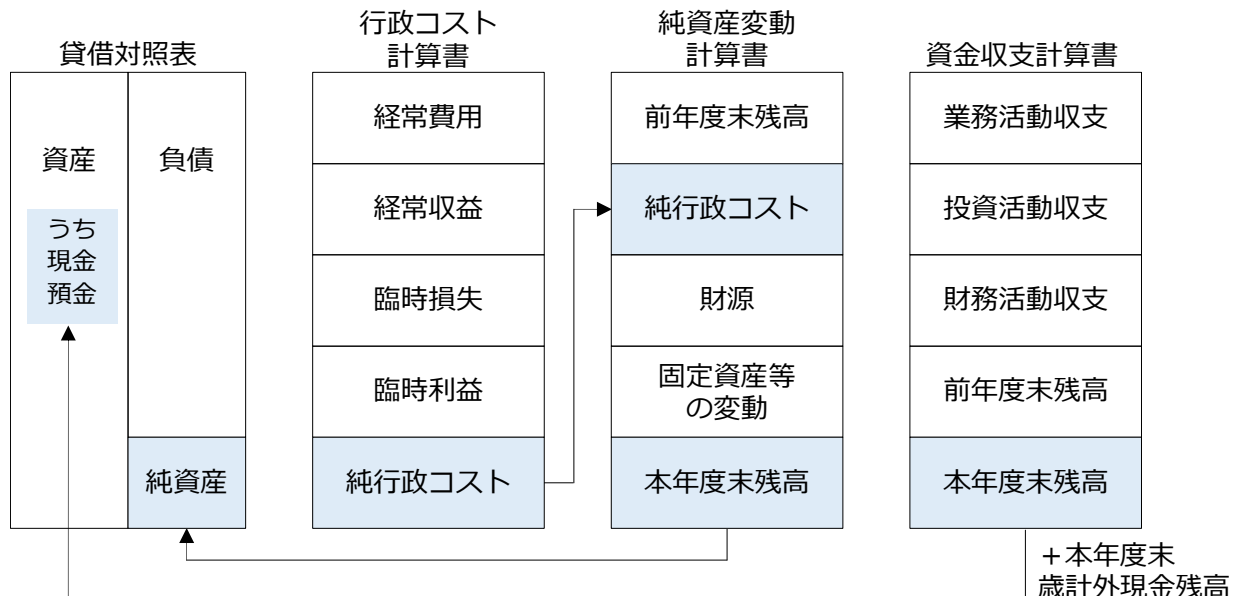 貸借対照表
資産
うち
現金
預金
負債
純資産
行政コスト
計算書
経常費用
経常収益
臨時損失
臨時利益
純行政コスト
純資産変動
計算書
前年度末残高
純行政コスト
財源
固定資産等
の変動
本年度末残高
資金収支計算書
業務活動収支
投資活動収支
財務活動収支
前年度末残高
本年度末残高
＋本年度末
歳計外現金残高